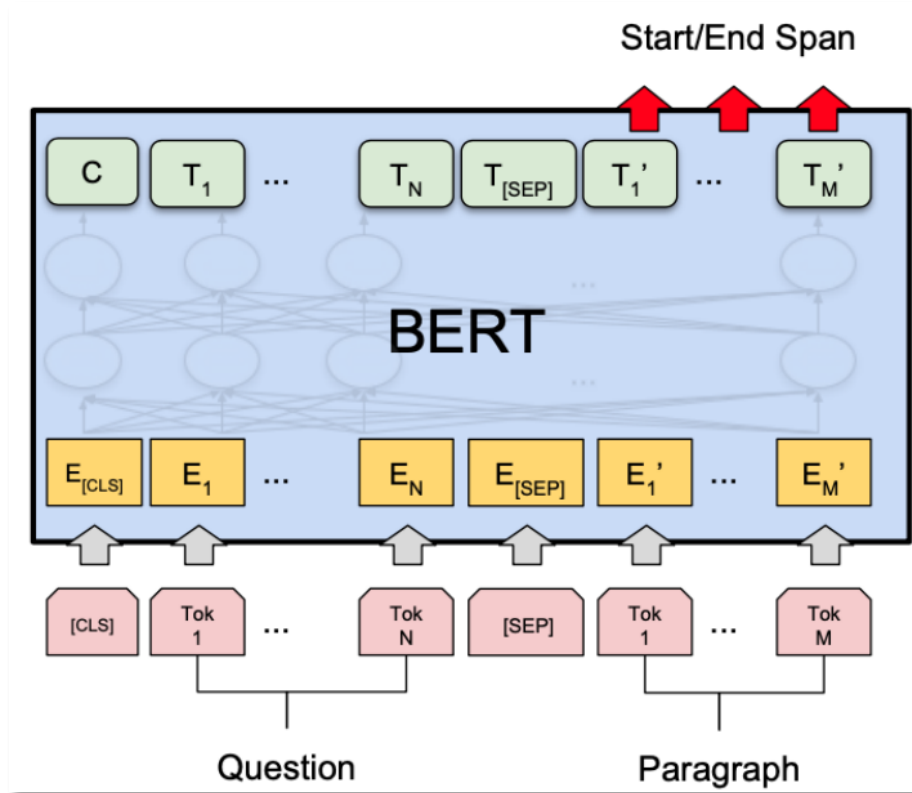 Start/End Span
C T1 ... TN T[SEP] T1’ ... TM’
...
BERT
...
E[CLS] E1 ... EN E[SEP] E1’ ... EM’
[CLS] Tok 1 ... Tok N [SEP] Tok 1 ... Tok M
Question Paragraph